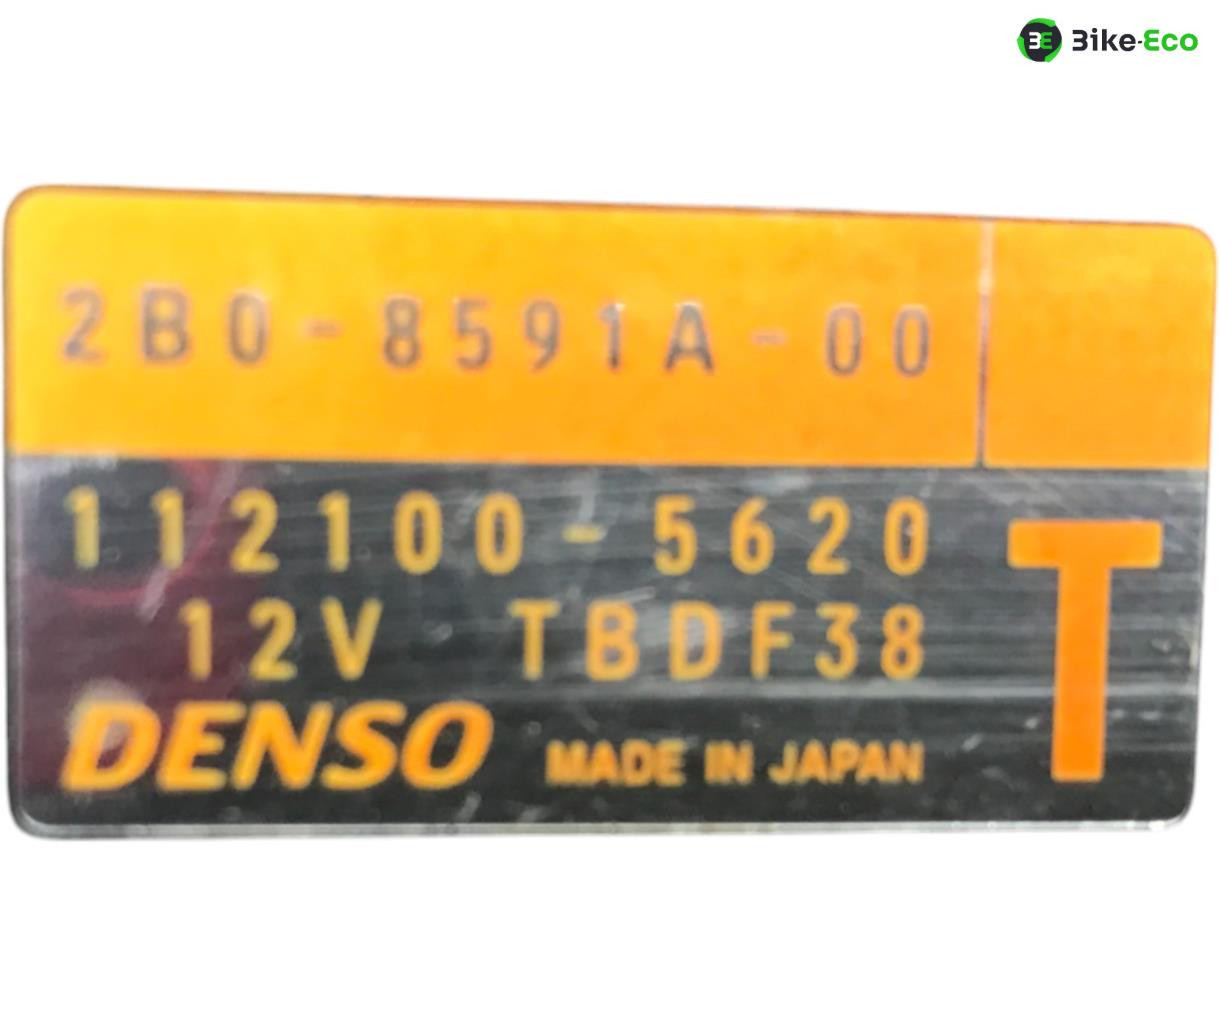 Bike-Eco
2B0-8591A-00
112100-5620
12V TBDF38
T
DENSO MADE IN JAPAN